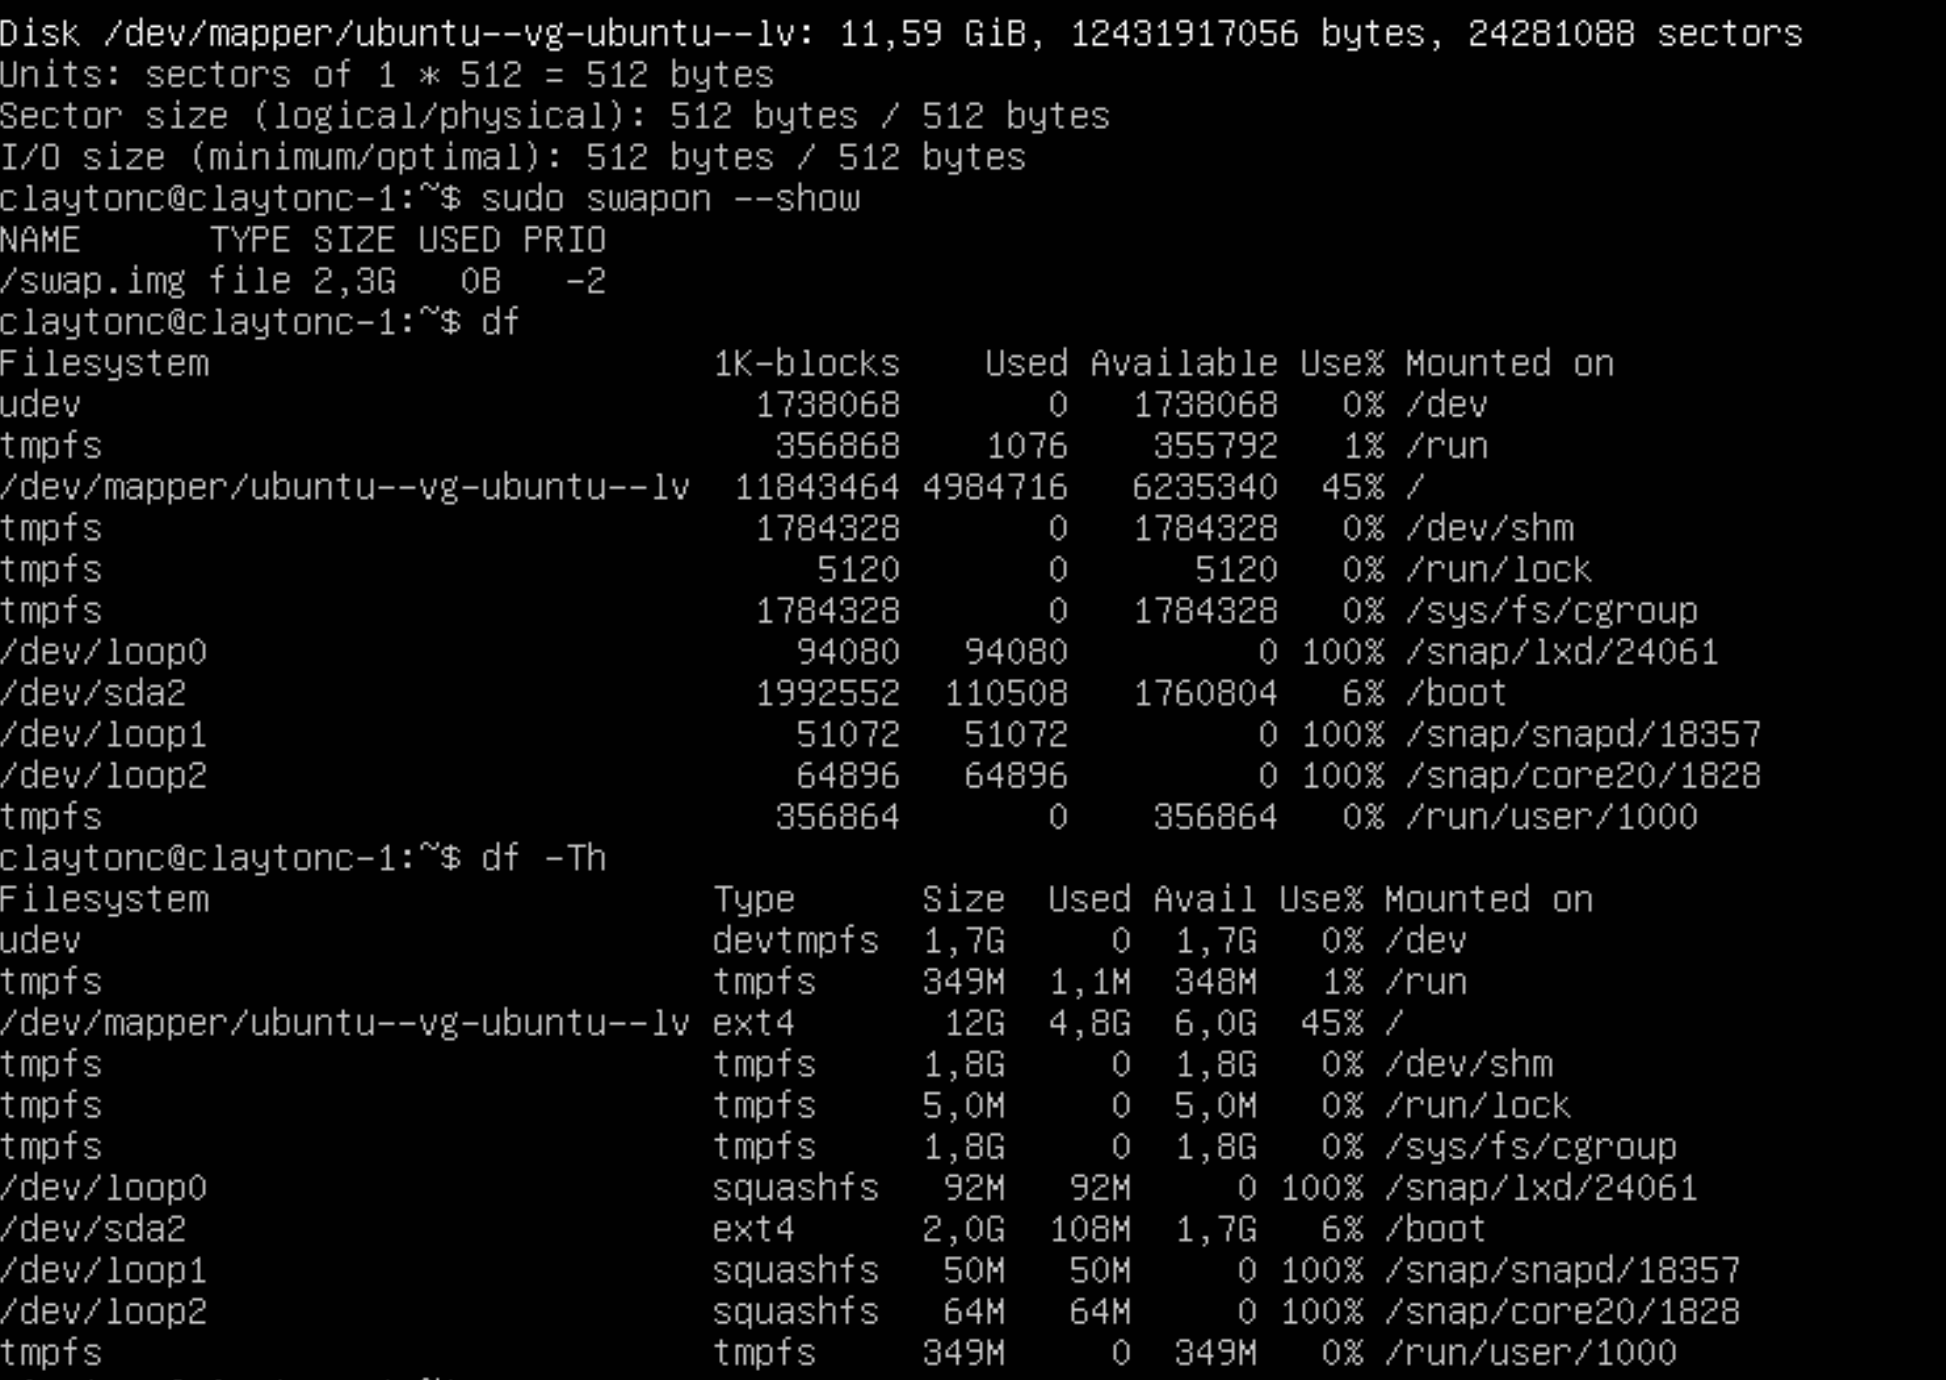 Disk /dev/mapper/ubuntu--vg-ubuntu--lv: 11,59 GiB, 12431917056 bytes, 24281088 sectors
Units: sectors of 1 * 512 = 512 bytes
Sector size (logical/physical): 512 bytes / 512 bytes
I/O size (minimum/optimal): 512 bytes / 512 bytes
claytonc@claytonc-1:~$ sudo swapon --show
NAME      TYPE SIZE USED PRIO
/swap.img file 2,3G   0B   -2
claytonc@claytonc-1:~$ df
Filesystem                        1K-blocks    Used Available Use% Mounted on
udev                                1738068       0   1738068   0% /dev
tmpfs                                356868    1076    355792   1% /run
/dev/mapper/ubuntu--vg-ubuntu--lv  11843464 4984716   6235340  45% /
tmpfs                               1784328       0   1784328   0% /dev/shm
tmpfs                                  5120       0      5120   0% /run/lock
tmpfs                               1784328       0   1784328   0% /sys/fs/cgroup
/dev/loop0                            94080   94080         0 100% /snap/lxd/24061
/dev/sda2                           1992552  110508   1760804   6% /boot
/dev/loop1                            51072   51072         0 100% /snap/snapd/18357
/dev/loop2                            64896   64896         0 100% /snap/core20/1828
tmpfs                                356864       0    356864   0% /run/user/1000
claytonc@claytonc-1:~$ df -Th
Filesystem                        Type      Size  Used Avail Use% Mounted on
udev                              devtmpfs  1,7G     0  1,7G   0% /dev
tmpfs                             tmpfs     349M  1,1M  348M   1% /run
/dev/mapper/ubuntu--vg-ubuntu--lv ext4       12G  4,8G  6,0G  45% /
tmpfs                             tmpfs     1,8G     0  1,8G   0% /dev/shm
tmpfs                             tmpfs     5,0M     0  5,0M   0% /run/lock
tmpfs                             tmpfs     1,8G     0  1,8G   0% /sys/fs/cgroup
/dev/loop0                        squashfs   92M   92M     0 100% /snap/lxd/24061
/dev/sda2                         ext4      2,0G  108M  1,7G   6% /boot
/dev/loop1                        squashfs   50M   50M     0 100% /snap/snapd/18357
/dev/loop2                        squashfs   64M   64M     0 100% /snap/core20/1828
tmpfs                             tmpfs     349M     0  349M   0% /run/user/1000